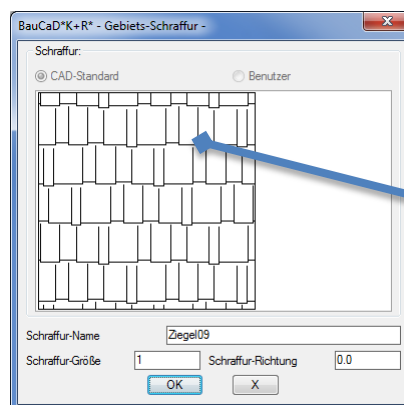 BauCaD*K+R* - Gebiets-Schraffur -
Schraffur:
CAD-Standard Benutzer
Schraffur-Name Ziegel09
Schraffur-Größe 1 Schraffur-Richtung 0.0
OK X